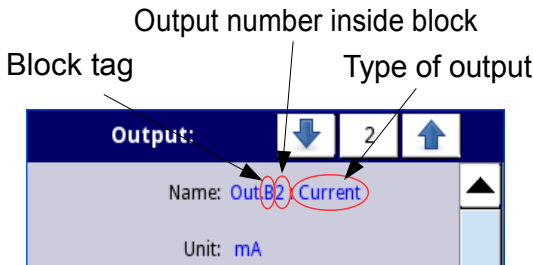 Output number inside block
Block tag
Type of output
Output: 2
Name: Out.B2 : Current
Unit: mA